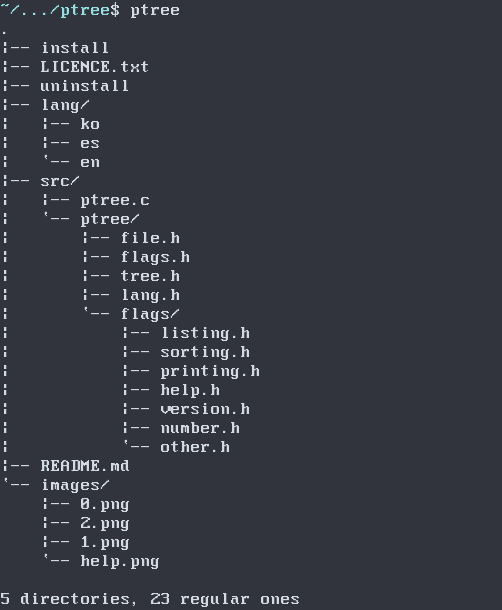 ~/.../ptree$ ptree
.
¦-- install
¦-- LICENCE.txt
¦-- uninstall
¦-- lang/
¦   ¦-- ko
¦   ¦-- es
¦   `-- en
¦-- src/
¦   ¦-- ptree.c
¦   `-- ptree/
¦       ¦-- file.h
¦       ¦-- flags.h
¦       ¦-- tree.h
¦       ¦-- lang.h
¦       `-- flags/
¦           ¦-- listing.h
¦           ¦-- sorting.h
¦           ¦-- printing.h
¦           ¦-- help.h
¦           ¦-- version.h
¦           ¦-- number.h
¦           `-- other.h
¦-- README.md
`-- images/
    ¦-- 0.png
    ¦-- 2.png
    ¦-- 1.png
    `-- help.png

5 directories, 23 regular ones